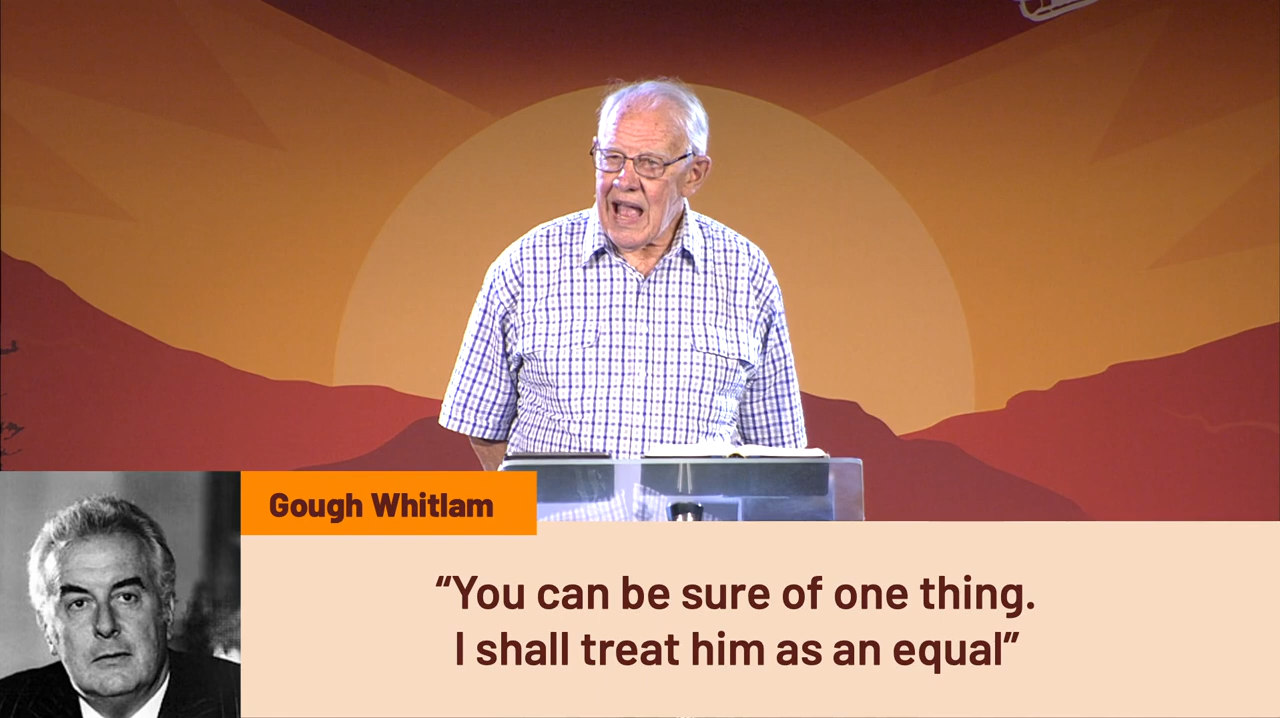 Gough Whitlam
“You can be sure of one thing.
I shall treat him as an equal”